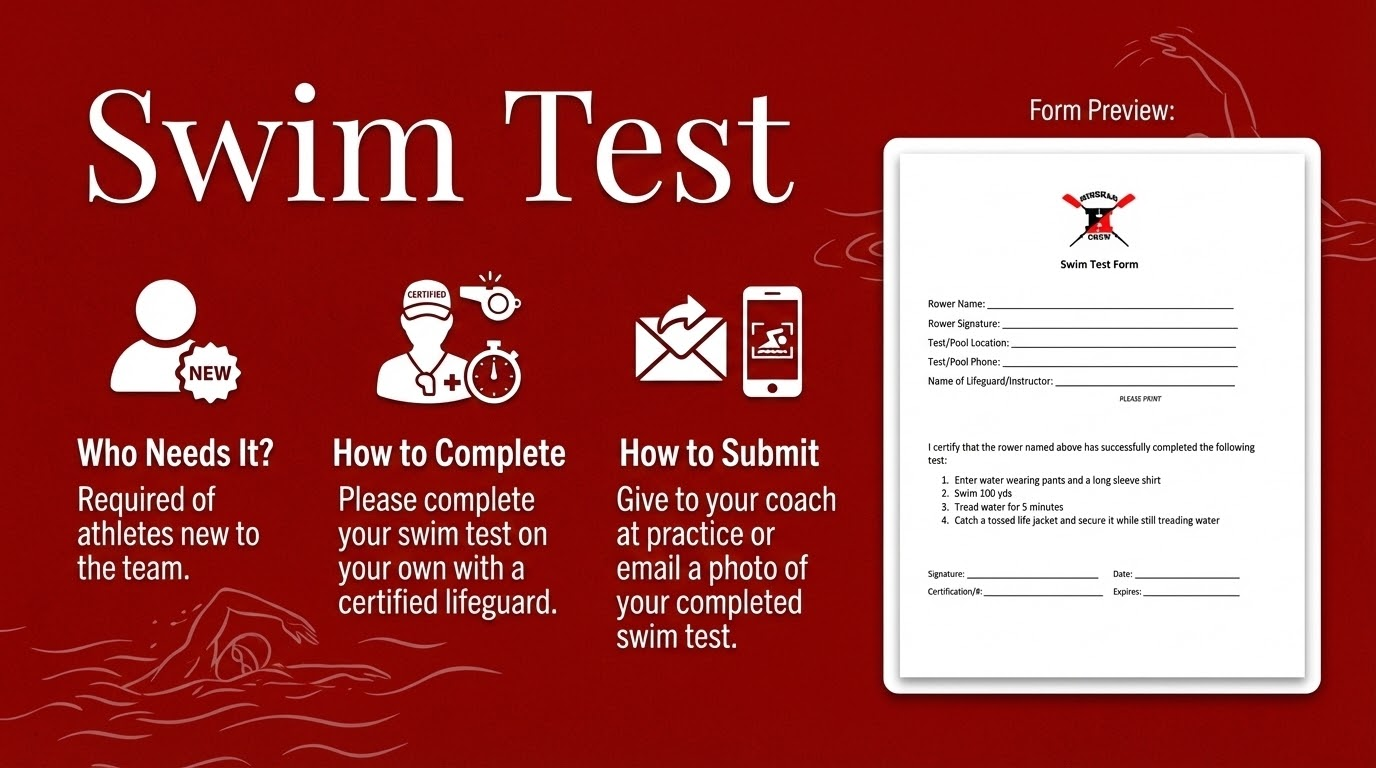 Swim Test
NEW
Who Needs It?
Required of
athletes new to
the team.
CERTIFIED
How to Complete
Please complete
your swim test on
your own with a
certified lifeguard.
How to Submit
Give to your coach
at practice or
email a photo of
your completed
swim test.
Form Preview:
H
Swim Test Form
Rower Name:
Rower Signature:
Test/Pool Location:
Test/Pool Phone:
Name of Lifeguard/Instructor:
PLEASE PRINT
I certify that the rower named above has successfully completed the following
test:
1. Enter water wearing pants and a long sleeve shirt
2. Swim 100 yds
3. Tread water for 5 minutes
4. Catch a tossed life jacket and secure it while still treading water
Signature: Date:
Certification/#: Expires: